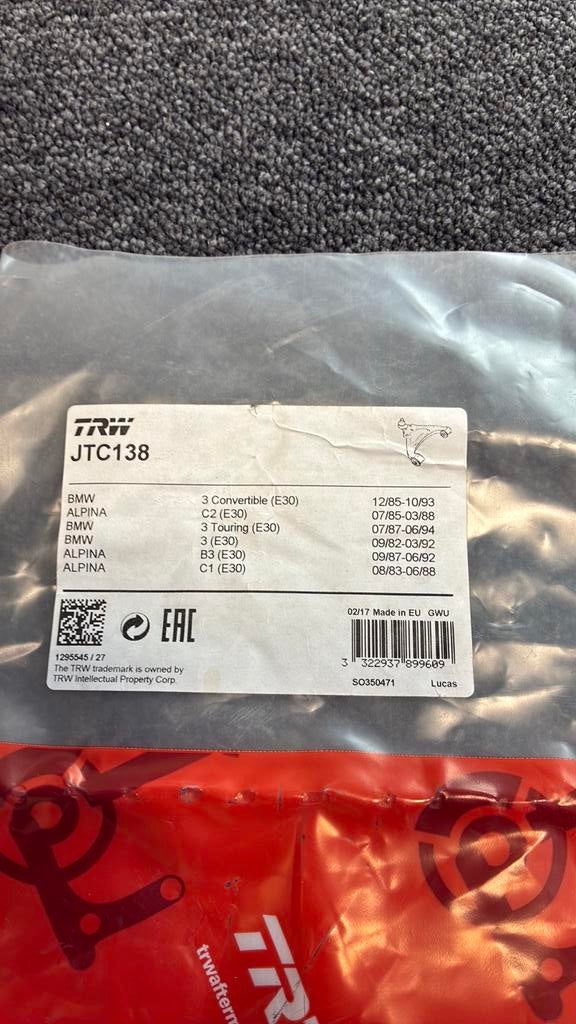 TRW
JTC138
BMW 3 Convertible (E30) 12/85-10/93
ALPINA C2 (E30) 07/85-03/88
BMW 3 Touring (E30) 07/87-06/94
BMW 3 (E30) 09/82-03/92
ALPINA B3 (E30) 09/87-06/92
ALPINA C1 (E30) 08/83-06/88
EAC
02/17 Made in EU GWU
3 322937 899609
1295545 / 27
The TRW trademark is owned by
TRW Intellectual Property Corp.
SO350471 Lucas
TRW